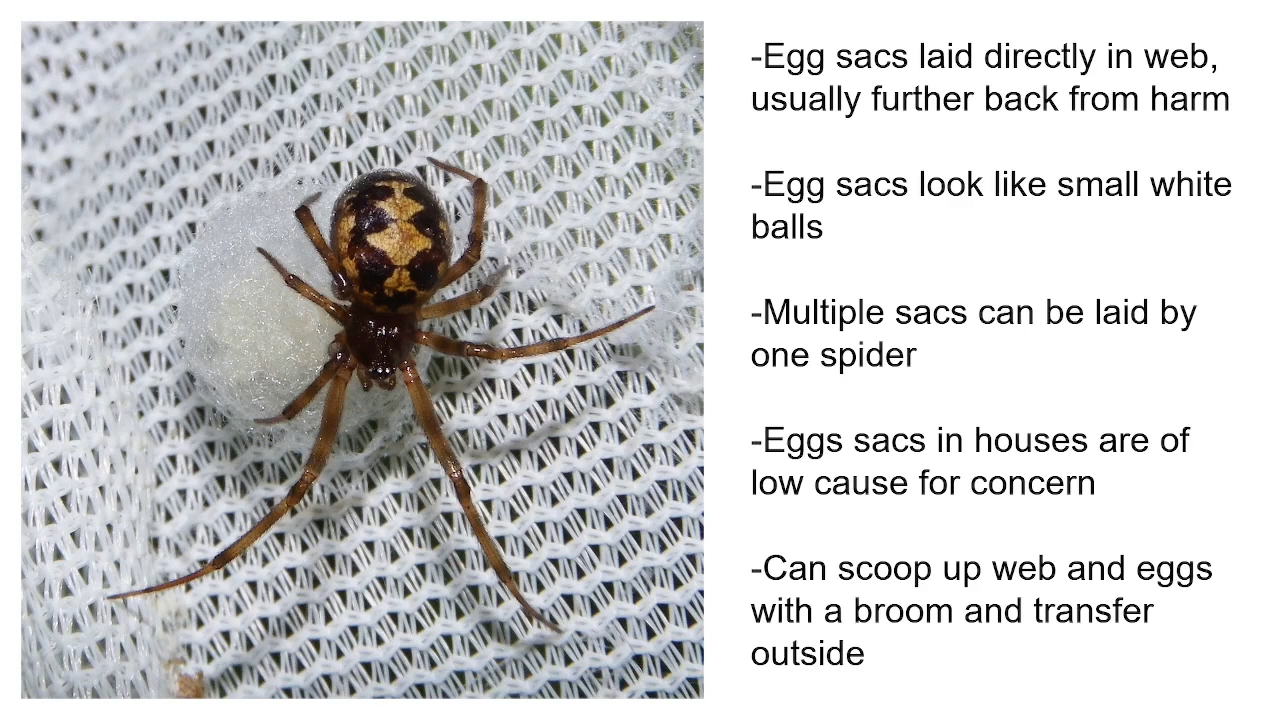 -Egg sacs laid directly in web,
usually further back from harm
-Egg sacs look like small white
balls
-Multiple sacs can be laid by
one spider
-Eggs sacs in houses are of
low cause for concern
-Can scoop up web and eggs
with a broom and transfer
outside